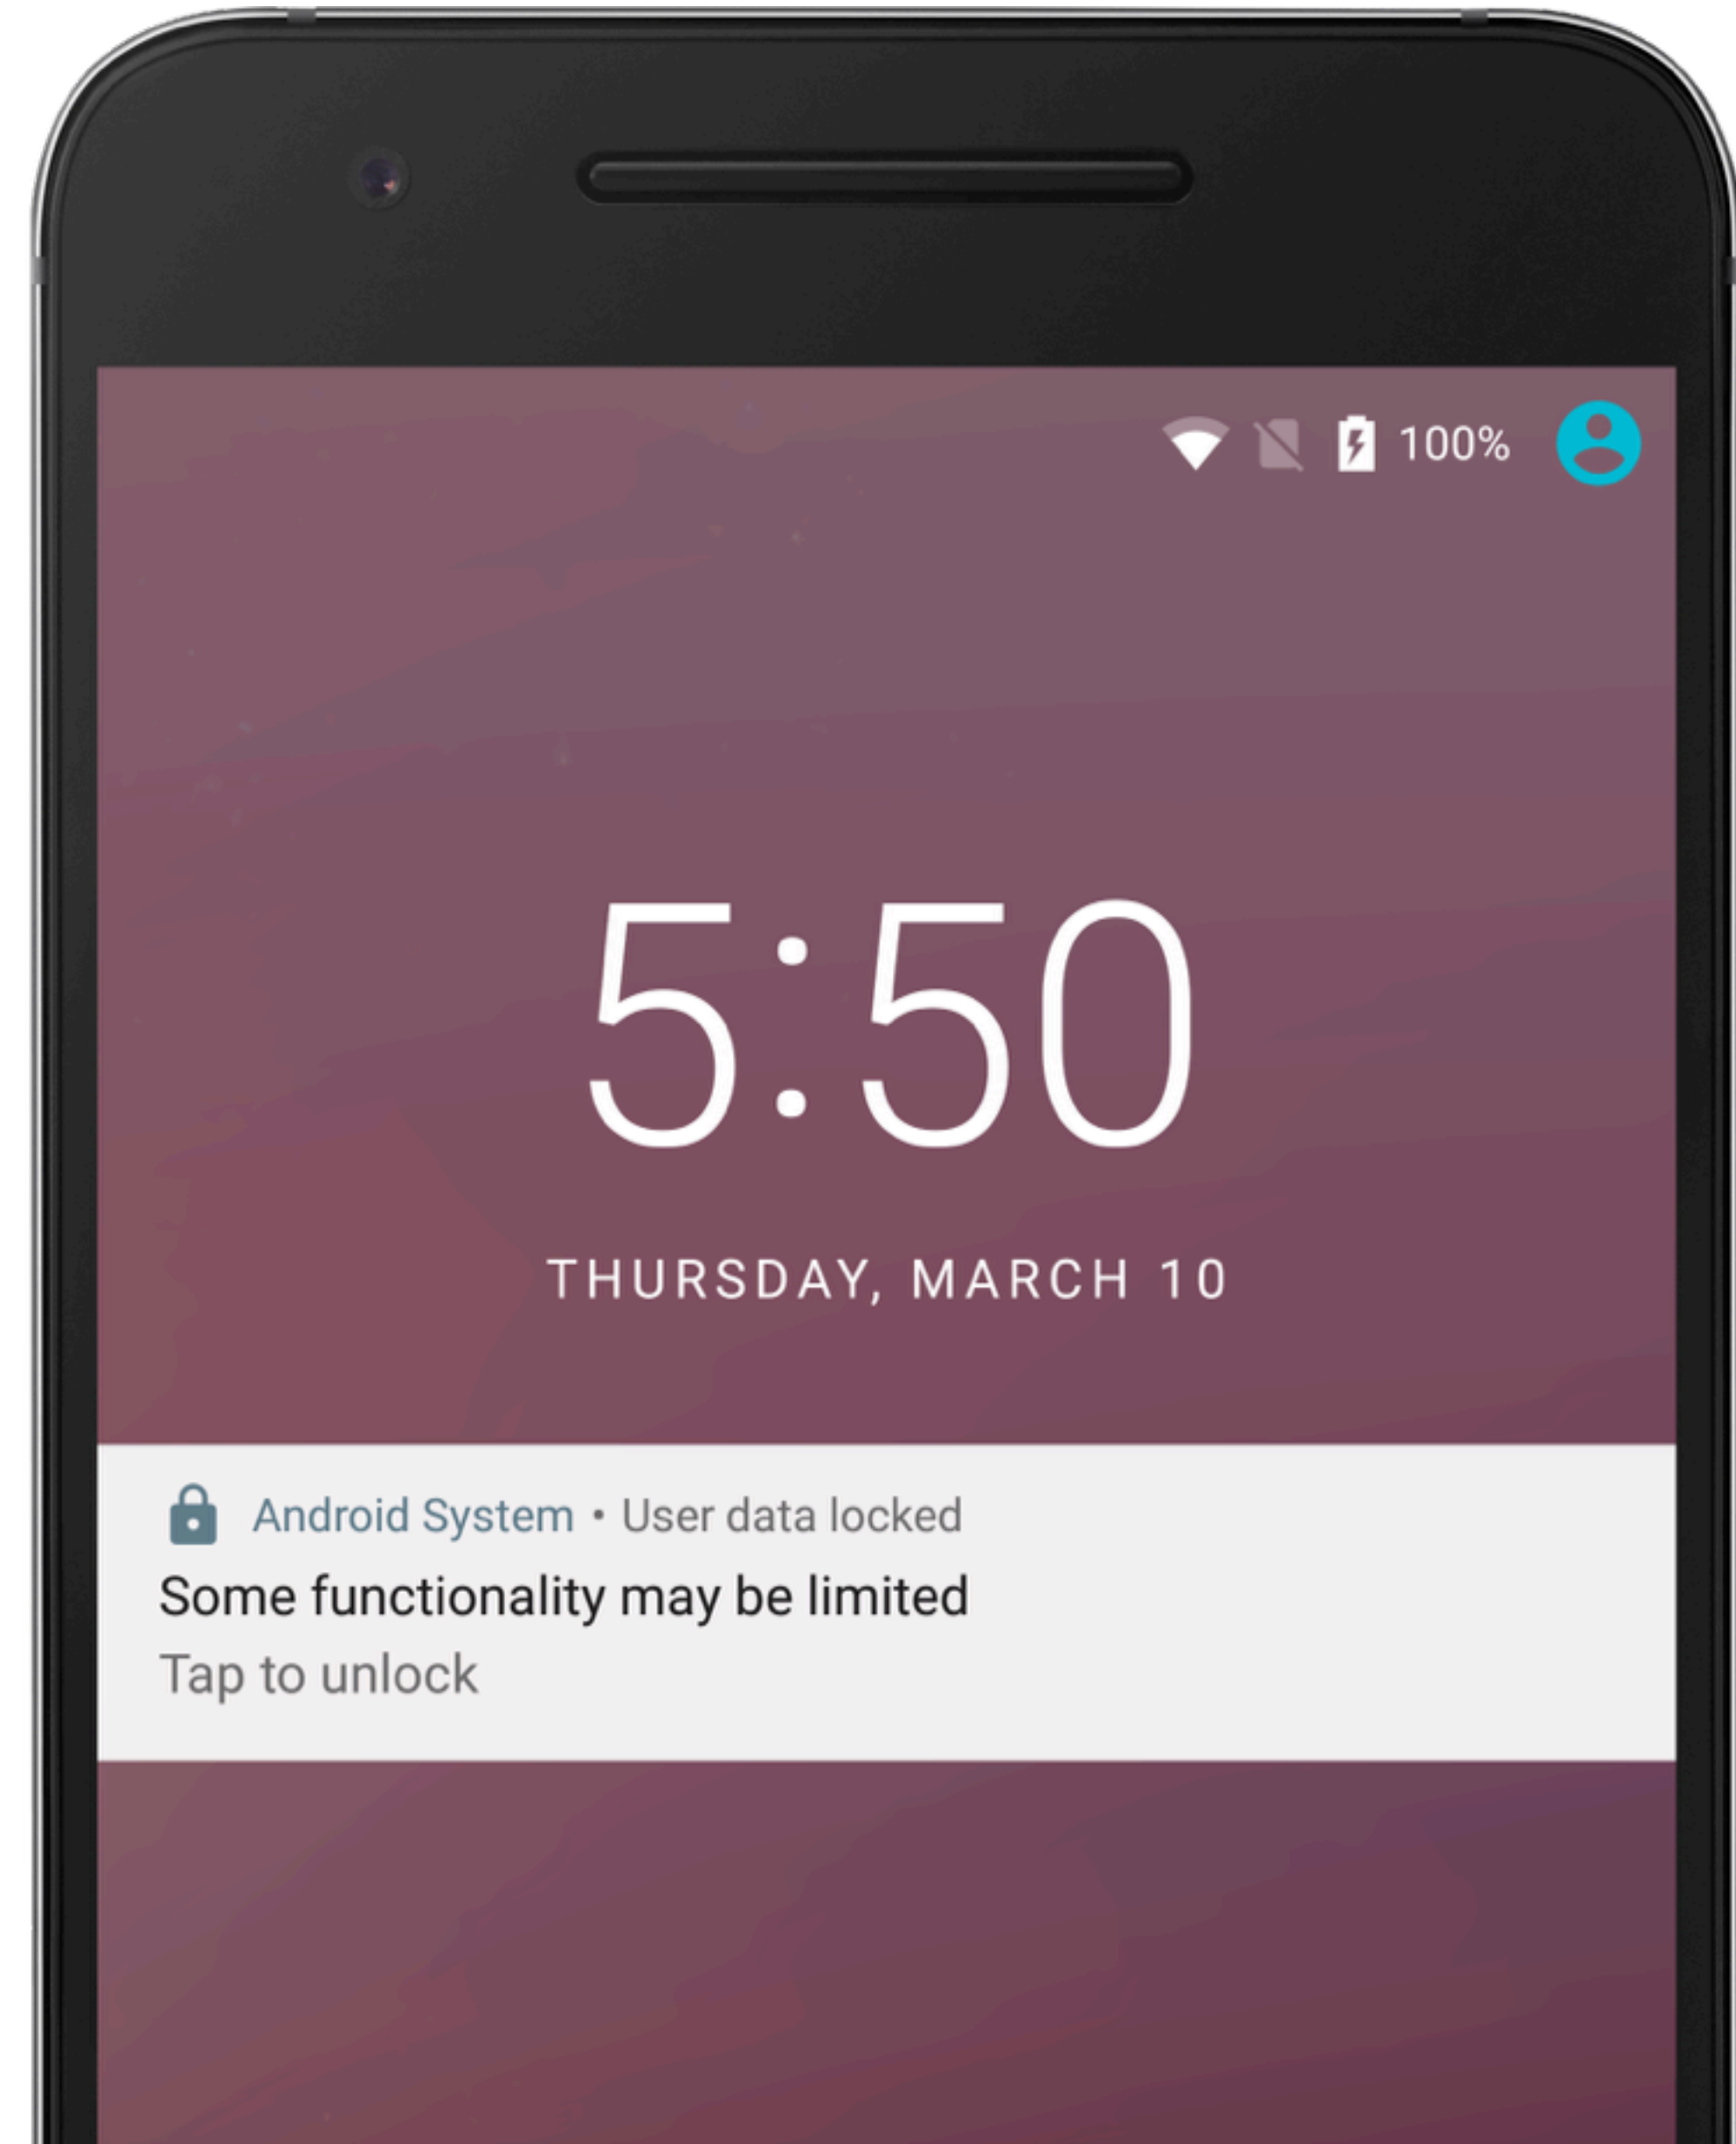 100%
5:50
THURSDAY, MARCH 10
Android System • User data locked
Some functionality may be limited
Tap to unlock